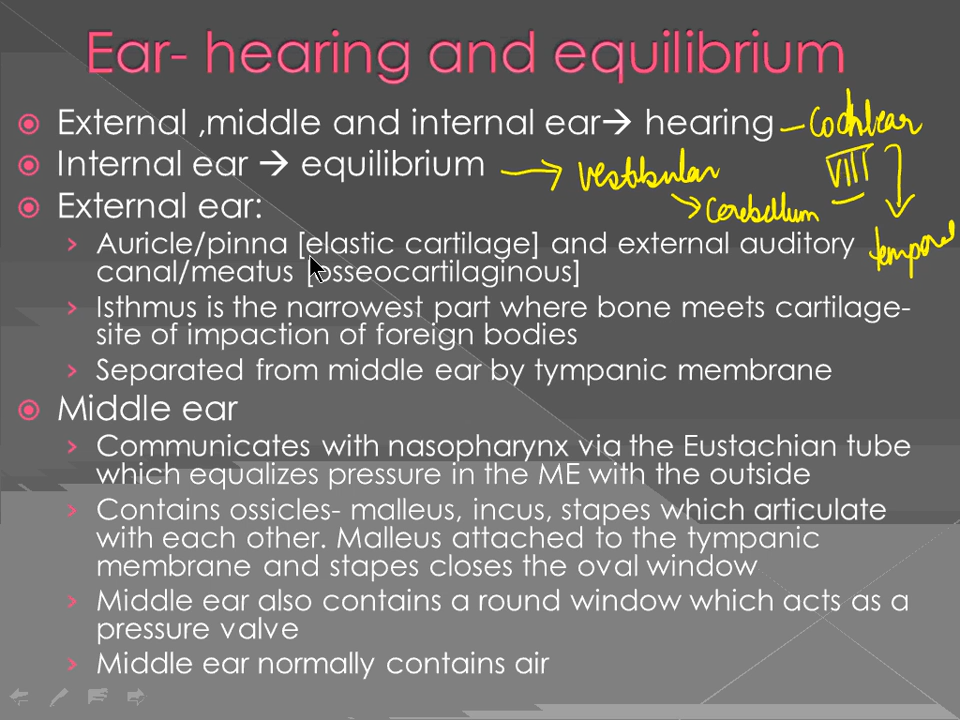 Ear- hearing and equilibrium
External ,middle and internal ear→ hearing – Cochlear
Internal ear → equilibrium → vestibular VIII
→ cerebellum
External ear:
Auricle/pinna [elastic cartilage] and external auditory temporal
canal/meatus [osseocartilaginous]
Isthmus is the narrowest part where bone meets cartilage-
site of impaction of foreign bodies
Separated from middle ear by tympanic membrane
Middle ear
Communicates with nasopharynx via the Eustachian tube
which equalizes pressure in the ME with the outside
Contains ossicles- malleus, incus, stapes which articulate
with each other. Malleus attached to the tympanic
membrane and stapes closes the oval window
Middle ear also contains a round window which acts as a
pressure valve
Middle ear normally contains air